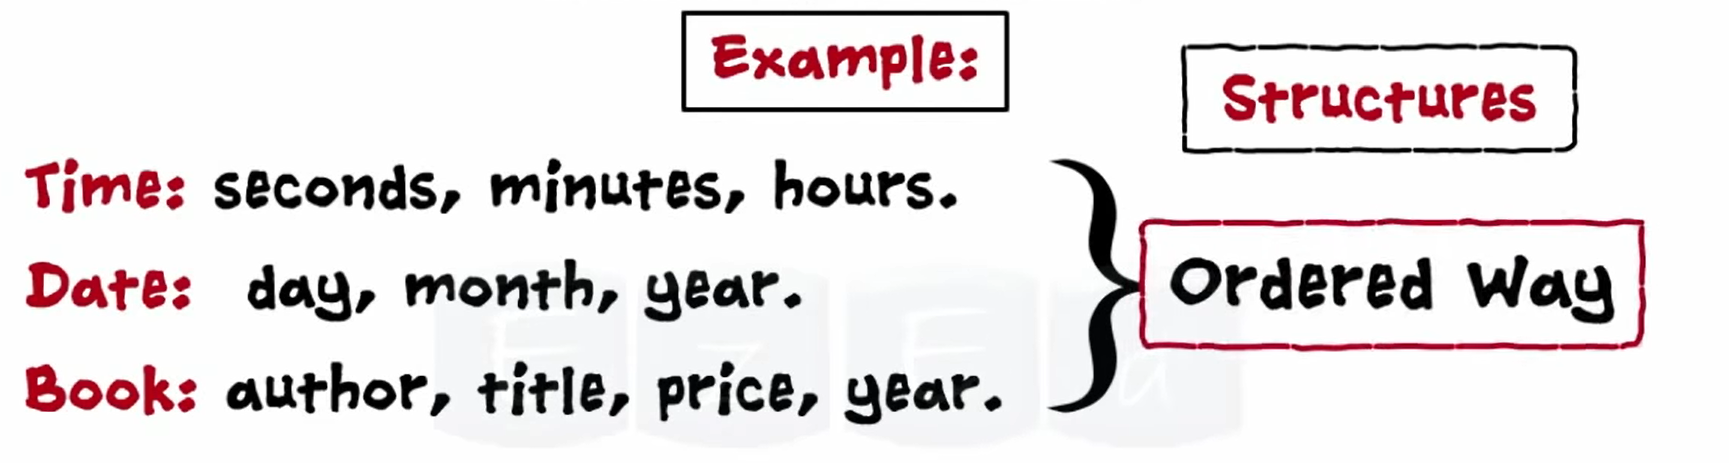 Example:
Structures
Time: seconds, minutes, hours.
Date: day, month, year.
Ordered Way
Book: author, title, price, year.